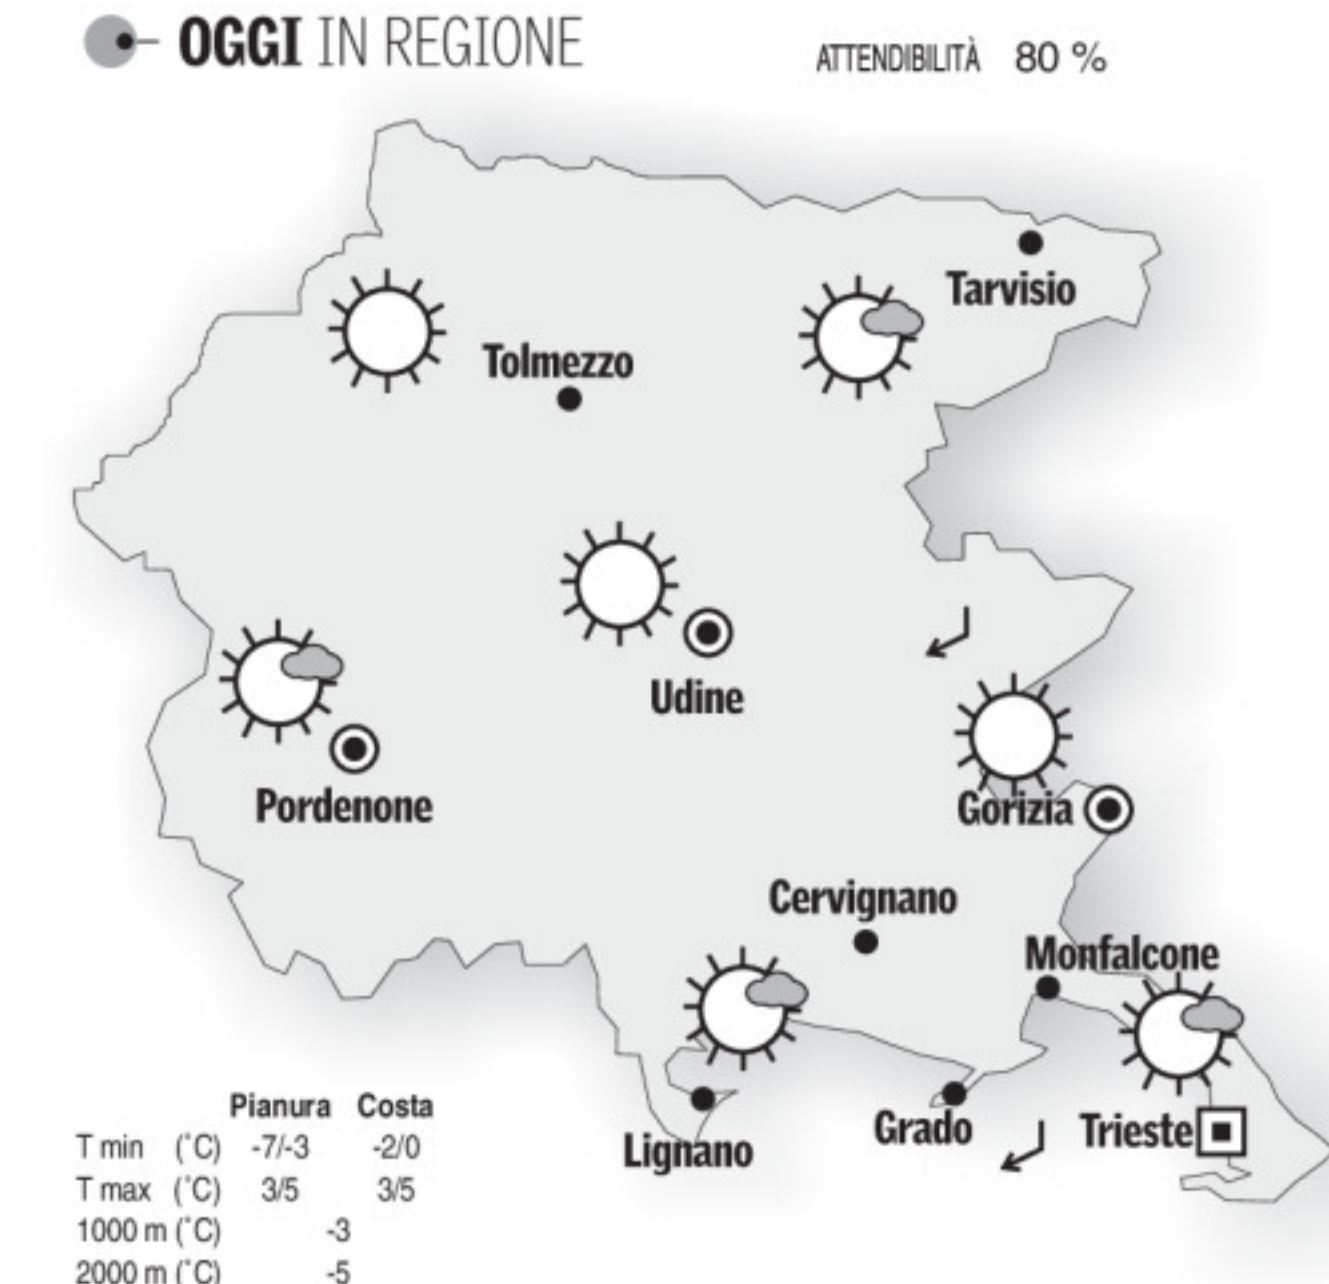 OGGI IN REGIONE
ATTENDIBILITÀ 80 %
Tarvisio
Tolmezzo
Udine
Pordenone
Gorizia
Cervignano
Monfalcone
Grado
Trieste
Lignano
Pianura Costa
T min (°C) -7/-3 -2/0
T max (°C) 3/5 3/5
1000 m (°C) -3
2000 m (°C) -5